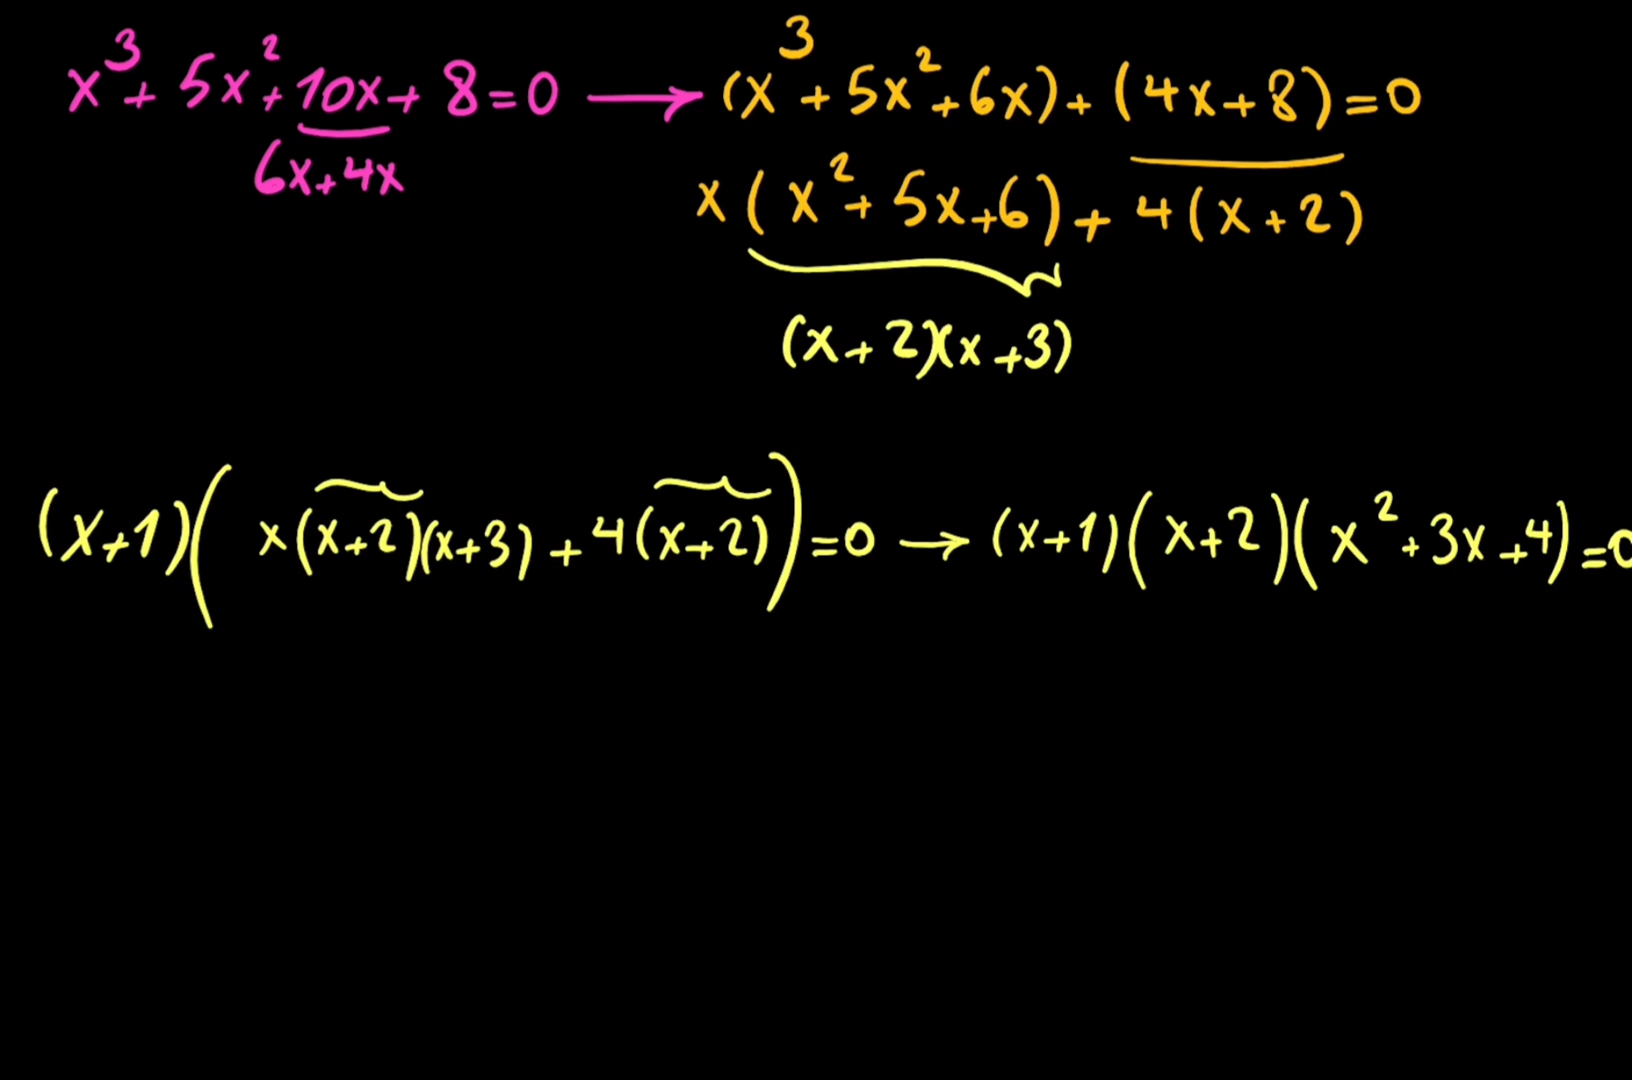 x³ + 5x² + 10x + 8 = 0 ⟶ (x³ + 5x² + 6x) + (4x + 8) = 0
6x + 4x
x(x² + 5x + 6) + 4(x + 2)
(x + 2)(x + 3)
(x + 1)(x(x + 2)(x + 3) + 4(x + 2)) = 0 → (x + 1)(x + 2)(x² + 3x + 4) = 0